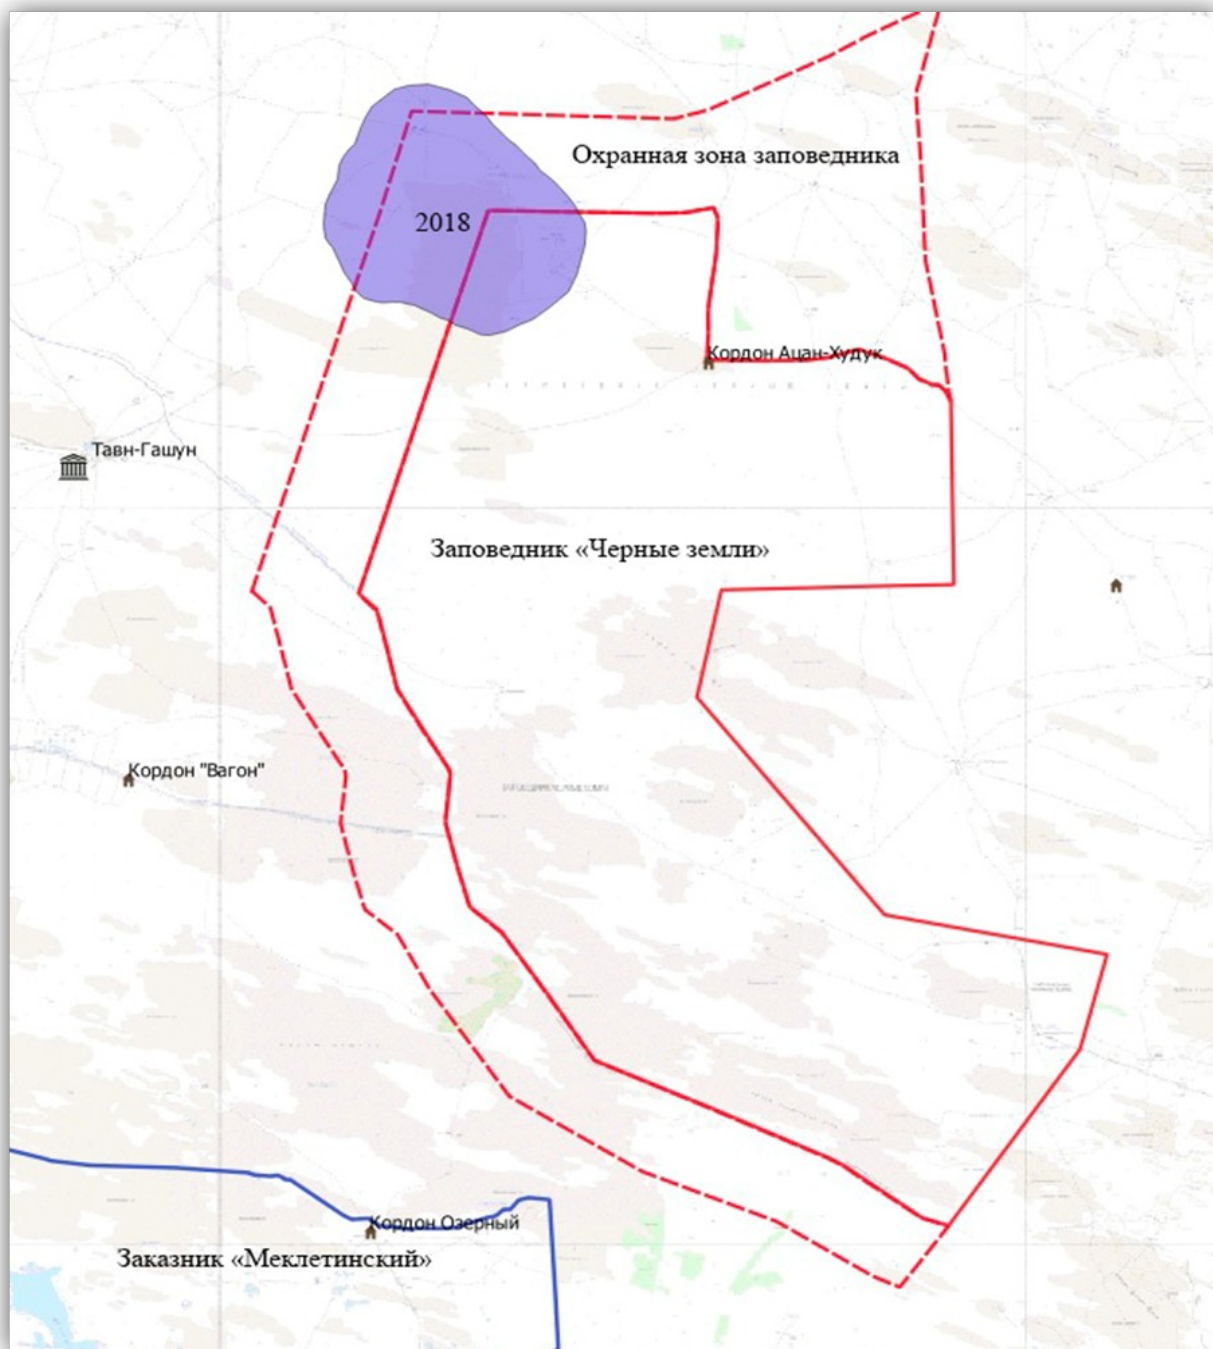 Охранная зона заповедника
2018
Кордон Ацан-Худук
Тавн-Гашун
Заповедник «Черные земли»
Кордон "Вагон"
Кордон Озерный
Заказник «Меклетинский»